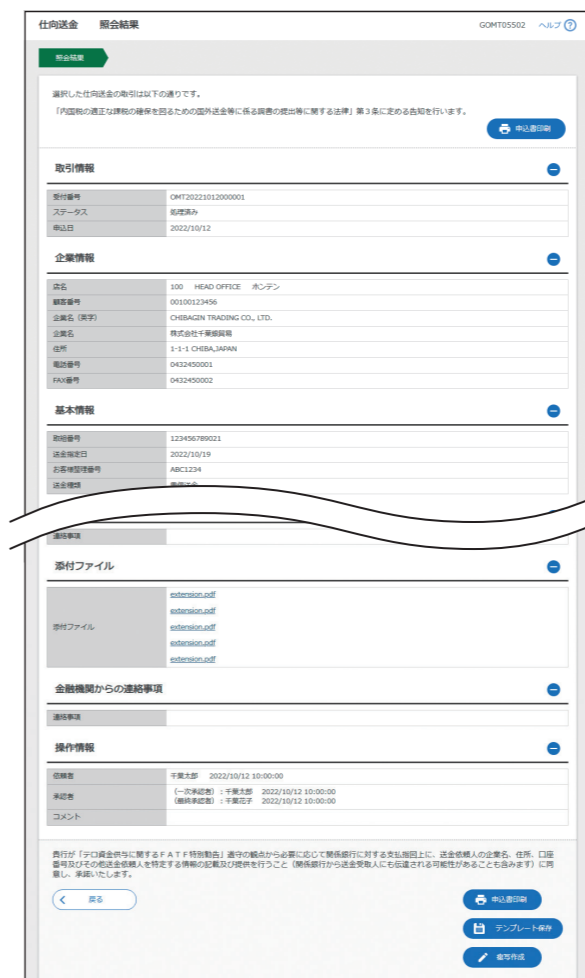 仕向送金 照会結果 GOMT05502 ヘルプ ?
照会結果
選択した仕向送金の取引は以下の通りです。
「内国税の適正な課税の確保を図るための国外送金等に係る調書の提出等に関する法律」第3条に定める告知を行います。
申込書印刷
取引情報
受付番号 OMT20221012000001
ステータス 処理済み
申込日 2022/10/12
企業情報
店名 100 HEAD OFFICE ホンテン
顧客番号 00100123456
企業名（英字） CHIBAGIN TRADING CO., LTD.
企業名 株式会社千葉銀貿易
住所 1-1-1 CHIBA,JAPAN
電話番号 0432450001
FAX番号 0432450002
基本情報
取組番号 123456789021
送金指定日 2022/10/19
お客様整理番号 ABC1234
送金種類
連絡事項
添付ファイル
添付ファイル
extension.pdf
extension.pdf
extension.pdf
extension.pdf
extension.pdf
金融機関からの連絡事項
連絡事項
操作情報
依頼者 千葉太郎 2022/10/12 10:00:00
承認者 （一次承認者）：千葉太郎 2022/10/12 10:00:00
（最終承認者）：千葉花子 2022/10/12 10:00:00
コメント
貴行が「テロ資金供与に関するＦＡＴＦ特別勧告」遵守の観点から必要に応じて関係銀行に対する支払指図上に、送金依頼人の企業名、住所、口座
番号及びその他送金依頼人を特定する情報の記載及び提供を行うこと（関係銀行から送金受取人にも伝達される可能性があることも含みます）に同
意し、承諾いたします。
戻る
申込書印刷
テンプレート保存
複写作成